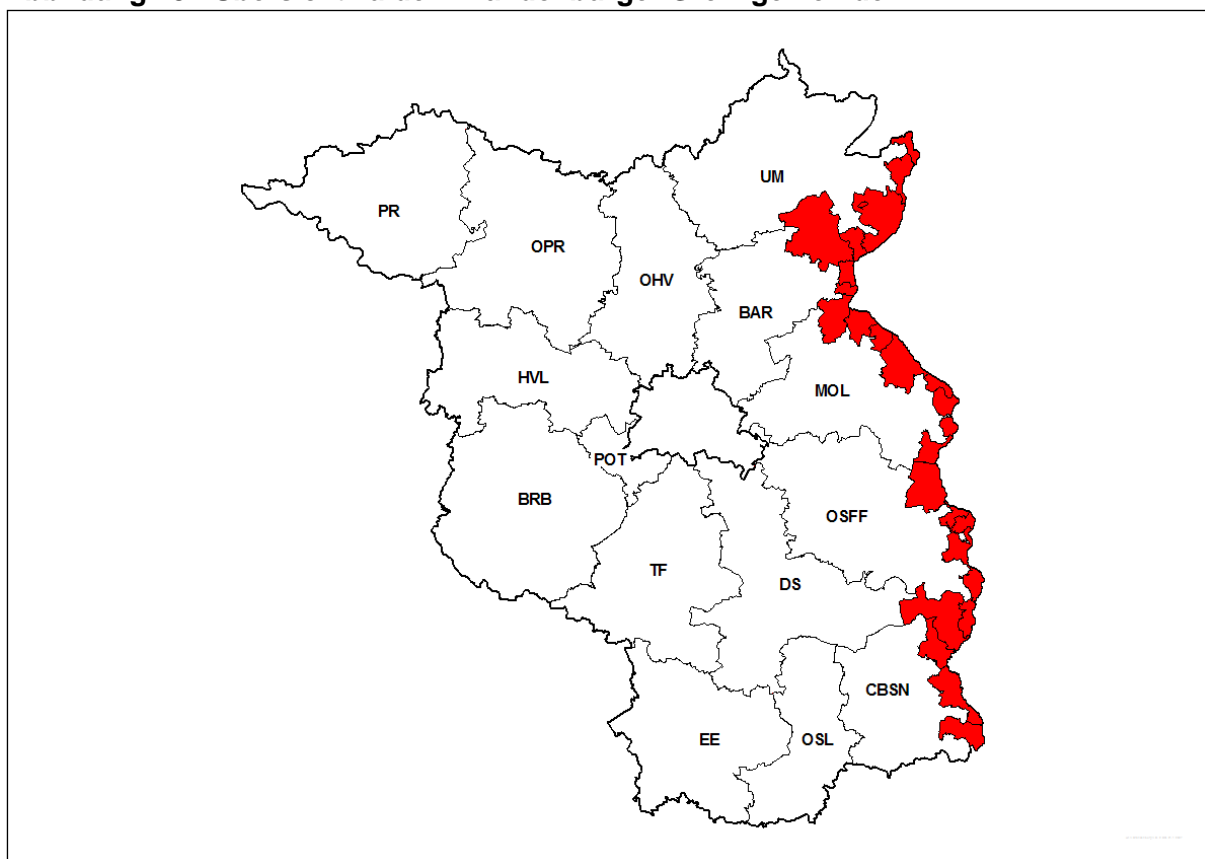 UM
PR
OPR
OHV
BAR
HVL
MOL
POT
BRB
OSFF
TF
DS
CBSN
EE
OSL